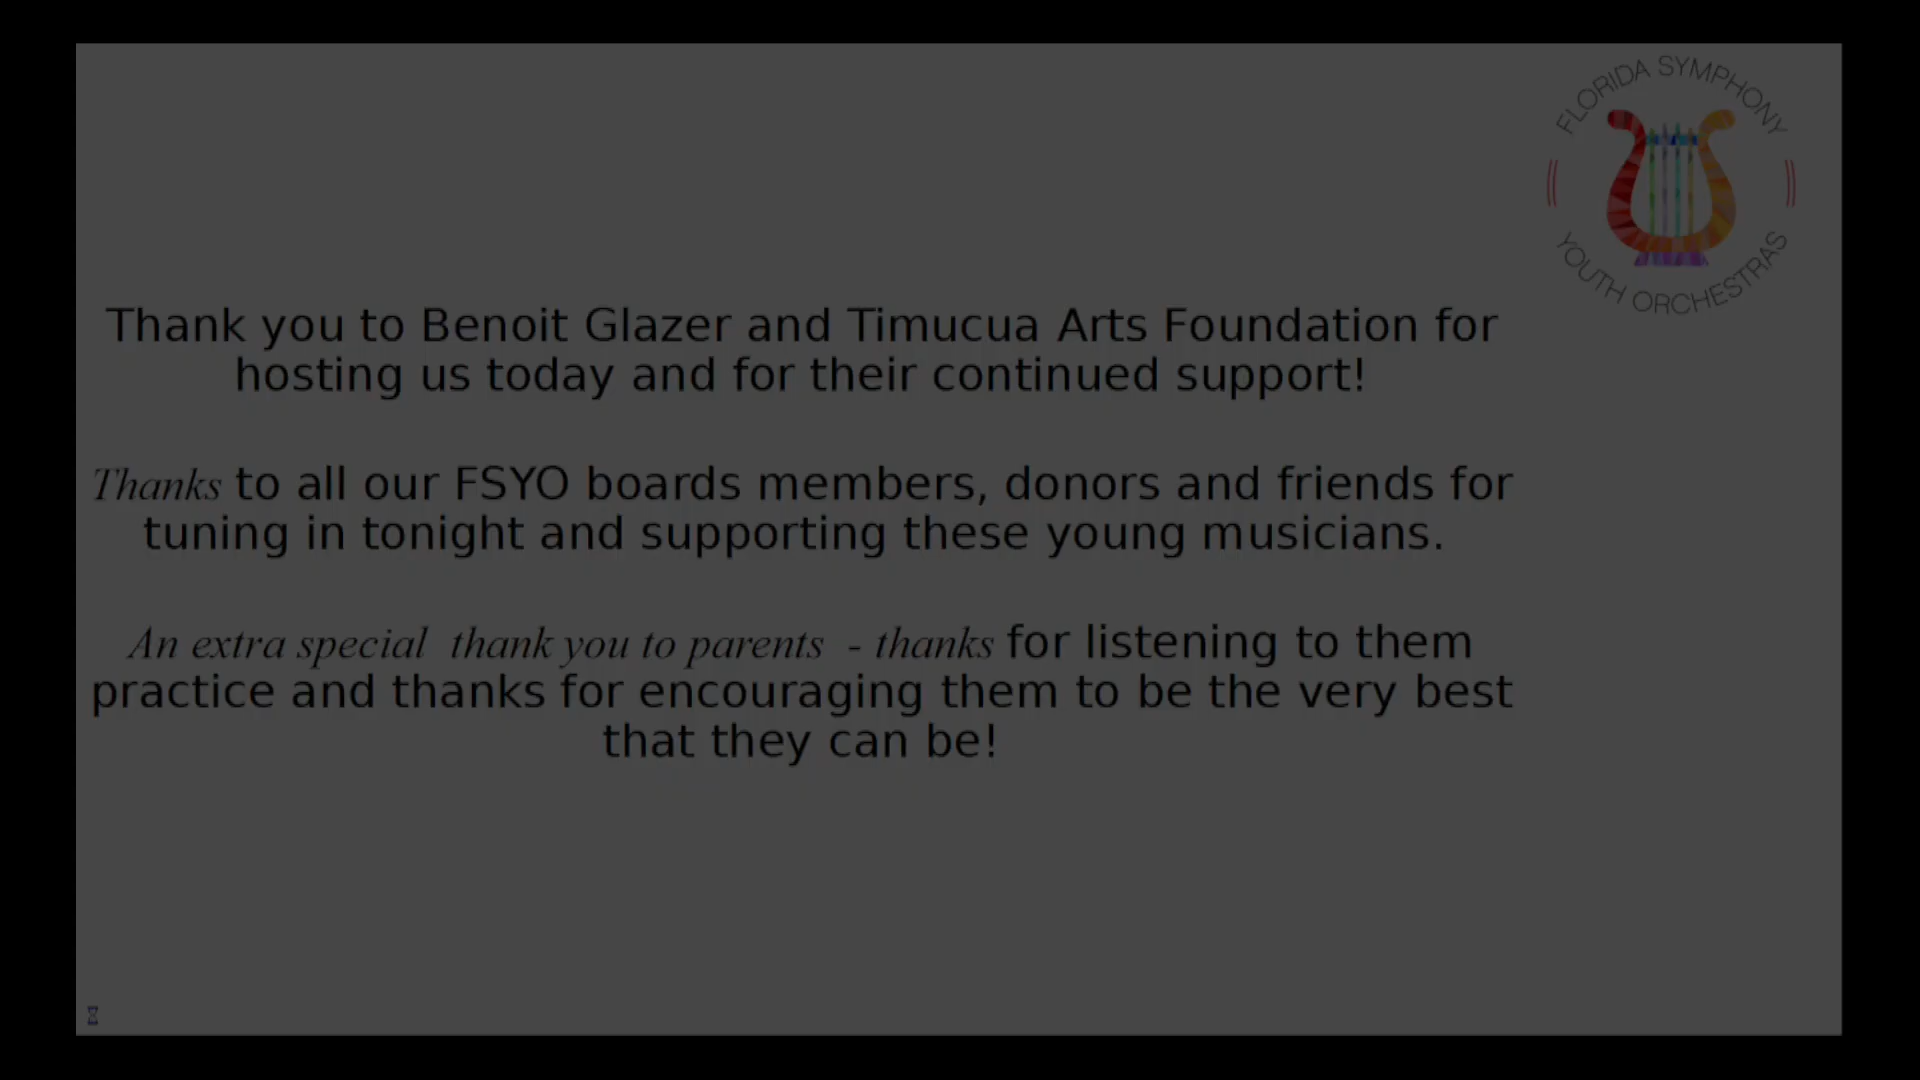 FLORIDA SYMPHONY
YOUTH ORCHESTRAS
Thank you to Benoit Glazer and Timucua Arts Foundation for
hosting us today and for their continued support!
Thanks to all our FSYO boards members, donors and friends for
tuning in tonight and supporting these young musicians.
An extra special  thank you to parents  - thanks for listening to them
practice and thanks for encouraging them to be the very best
that they can be!